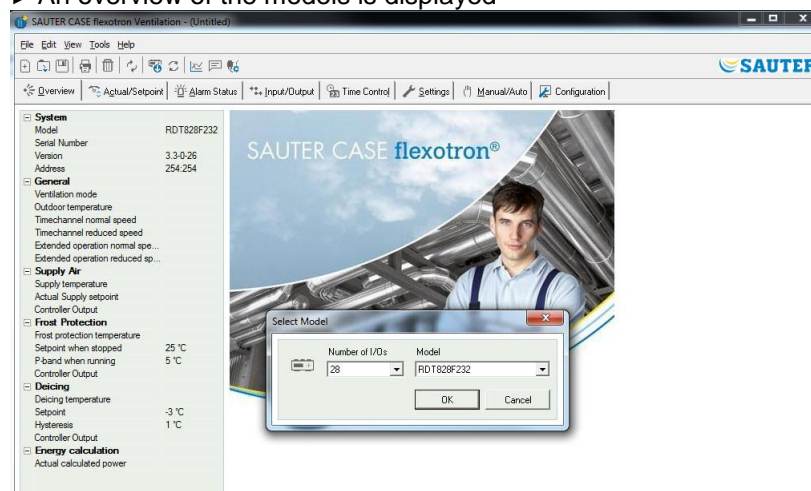 ► An overview of the models is displayed
SAUTER CASE flexotron Ventilation - (Untitled)
File Edit View Tools Help
SAUTER
Overview Actual/Setpoint Alarm Status Input/Output Time Control Settings Manual/Auto Configuration
System
Model RDT828F232
Serial Number
Version 3.3-0-26
Address 254:254
General
Ventilation mode
Outdoor temperature
Timechannel normal speed
Timechannel reduced speed
Extended operation normal spe...
Extended operation reduced sp...
Supply Air
Supply temperature
Actual Supply setpoint
Controller Output
Frost Protection
Frost protection temperature
Setpoint when stopped 25 °C
P-band when running 5 °C
Controller Output
Deicing
Deicing temperature
Setpoint -3 °C
Hysteresis 1 °C
Controller Output
Energy calculation
Actual calculated power
SAUTER CASE flexotron®
Select Model
Number of I/Os Model
28 RDT828F232
OK Cancel